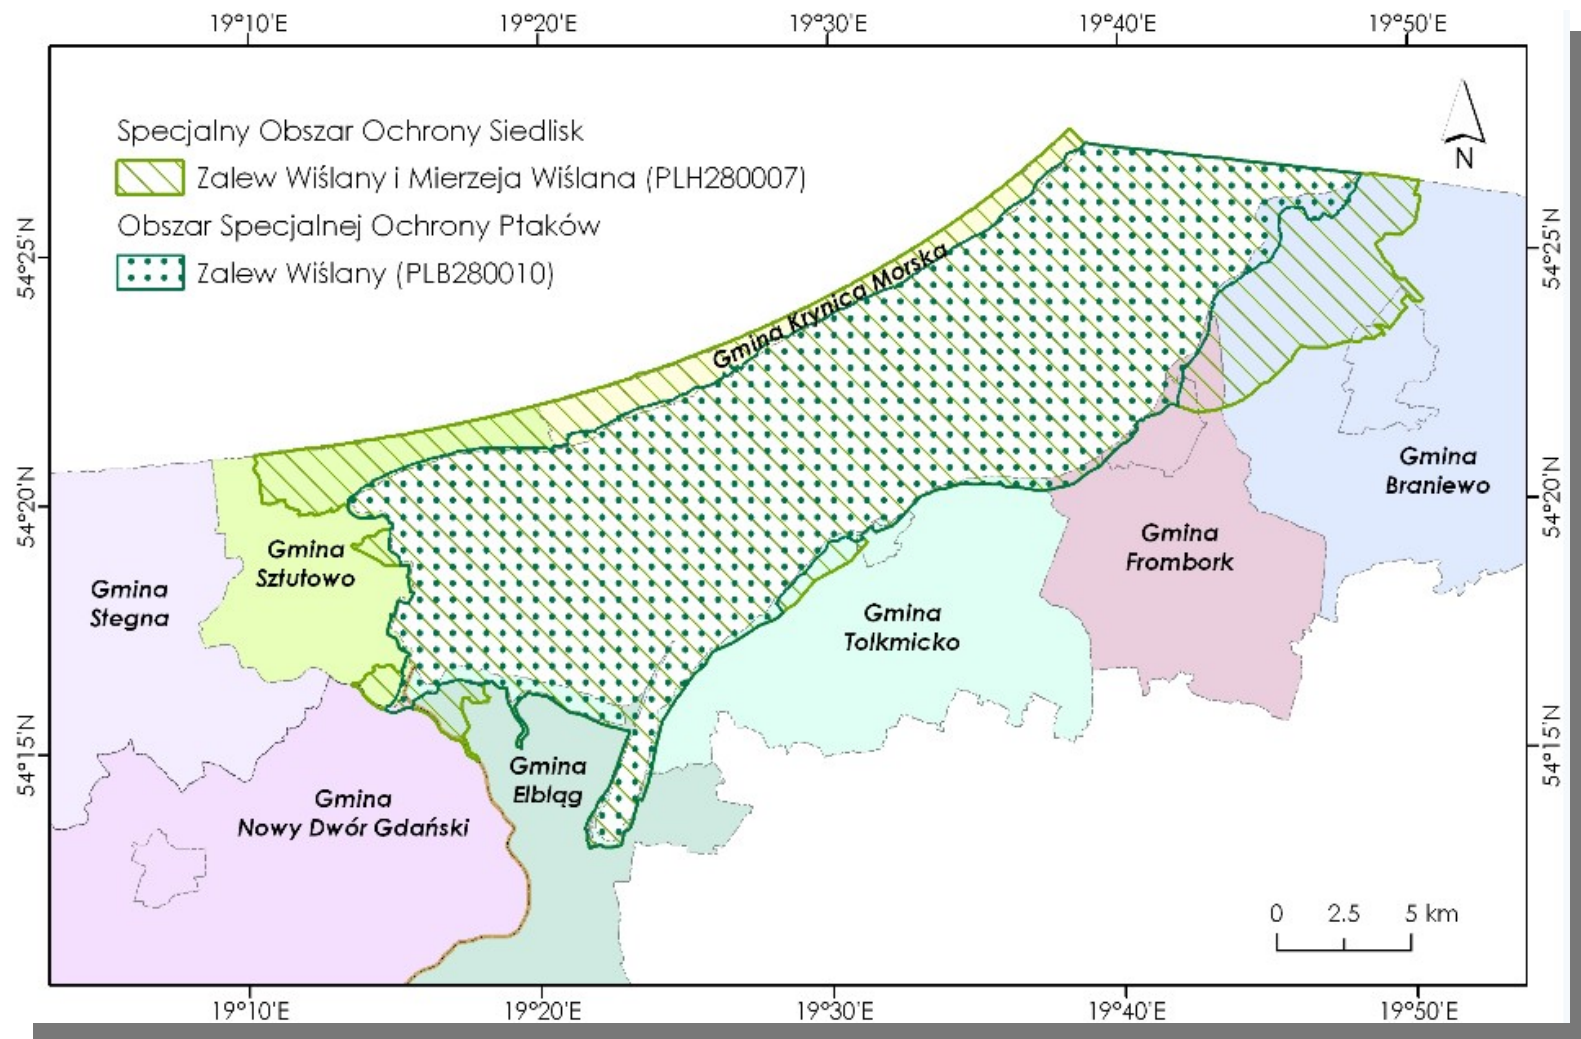 19°10'E 19°20'E 19°30'E 19°40'E 19°50'E
Specjalny Obszar Ochrony Siedlisk
Zalew Wiślany i Mierzeja Wiślana (PLH280007)
Obszar Specjalnej Ochrony Ptaków
Zalew Wiślany (PLB280010)
N
54°25'N
54°25'N
Gmina Krynica Morska
54°20'N
54°20'N
Gmina
Braniewo
Gmina
Sztutowo
Gmina
Frombork
Gmina
Stegna
Gmina
Tolkmicko
54°15'N
54°15'N
Gmina
Elbląg
Gmina
Nowy Dwór Gdański
0 2.5 5 km
19°10'E 19°20'E 19°30'E 19°40'E 19°50'E